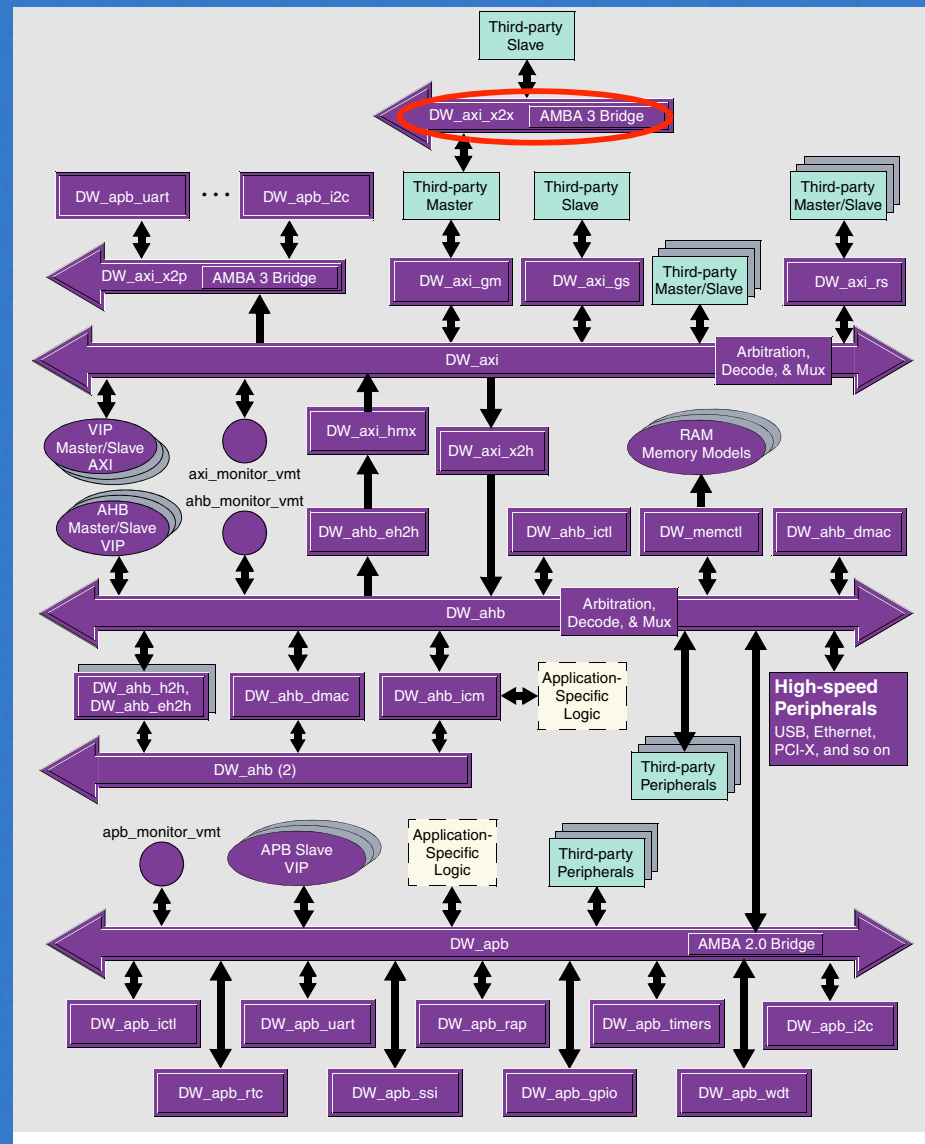 Third-party
Slave
DW_axi_x2x
AMBA 3 Bridge
DW_apb_uart
. . .
DW_apb_i2c
Third-party
Master
Third-party
Slave
Third-party
Master/Slave
DW_axi_x2p
AMBA 3 Bridge
DW_axi_gm
DW_axi_gs
Third-party
Master/Slave
DW_axi_rs
DW_axi
Arbitration,
Decode, & Mux
VIP
Master/Slave
AXI
axi_monitor_vmt
DW_axi_hmx
DW_axi_x2h
RAM
Memory Models
AHB
Master/Slave
VIP
ahb_monitor_vmt
DW_ahb_eh2h
DW_ahb_ictl
DW_memctl
DW_ahb_dmac
DW_ahb
Arbitration,
Decode, & Mux
DW_ahb_h2h,
DW_ahb_eh2h
DW_ahb_dmac
DW_ahb_icm
Application-
Specific
Logic
High-speed
Peripherals
USB, Ethernet,
PCI-X, and so on
DW_ahb (2)
Third-party
Peripherals
apb_monitor_vmt
APB Slave
VIP
Application-
Specific
Logic
Third-party
Peripherals
DW_apb
AMBA 2.0 Bridge
DW_apb_ictl
DW_apb_uart
DW_apb_rap
DW_apb_timers
DW_apb_i2c
DW_apb_rtc
DW_apb_ssi
DW_apb_gpio
DW_apb_wdt